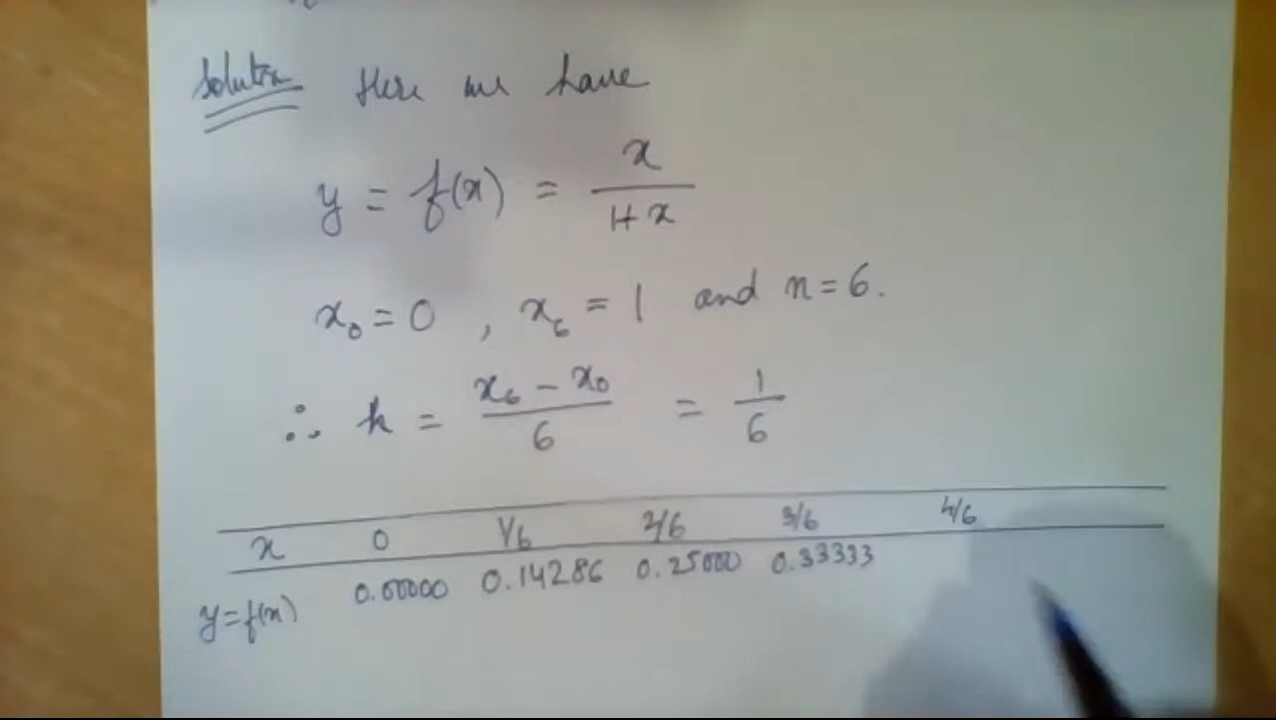 Solution Here we have
y = f(x) = x / 1+x
x₀ = 0 , x₆ = 1 and n = 6.
∴ h = x₆ - x₀ / 6 = 1/6
x 0 1/6 2/6 3/6 4/6
y = f(x) 0.00000 0.14286 0.25000 0.33333